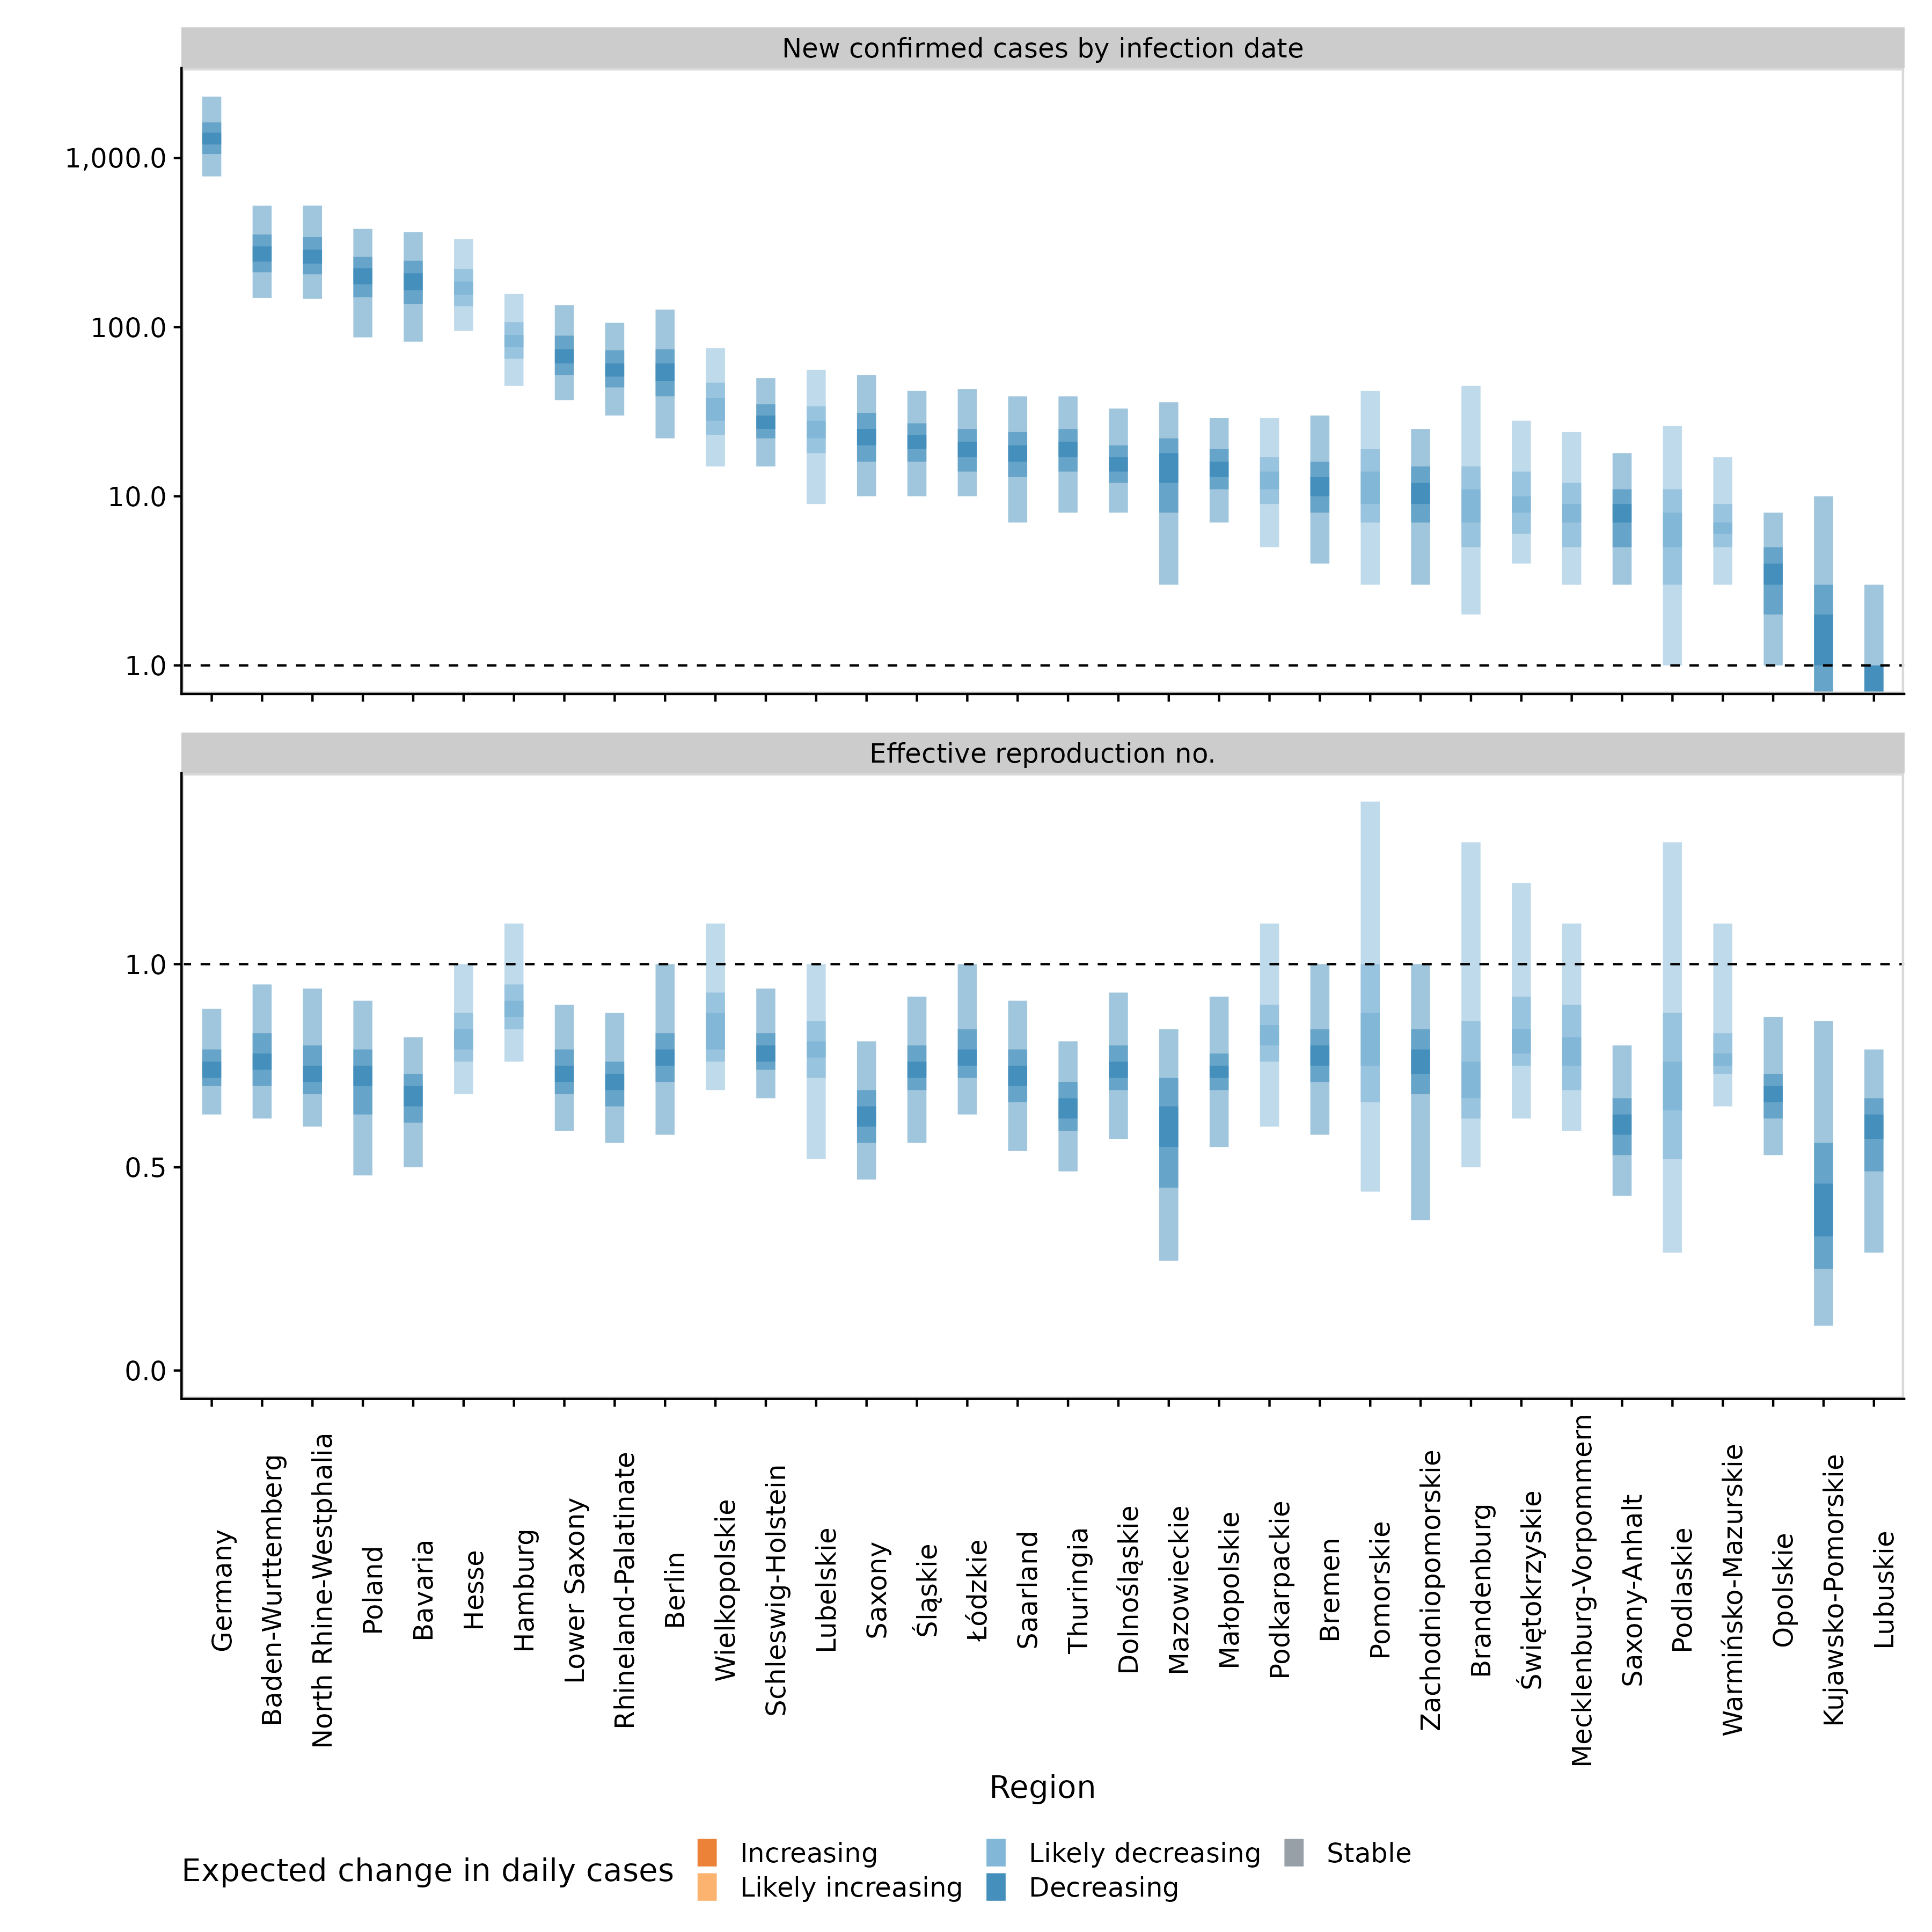 New confirmed cases by infection date
1,000.0
100.0
10.0
1.0
Effective reproduction no.
1.0
0.5
0.0
Germany
Baden-Wurttemberg
North Rhine-Westphalia
Poland
Bavaria
Hesse
Hamburg
Lower Saxony
Rhineland-Palatinate
Berlin
Wielkopolskie
Schleswig-Holstein
Lubelskie
Saxony
Śląskie
Łódzkie
Saarland
Thuringia
Dolnośląskie
Mazowieckie
Małopolskie
Podkarpackie
Bremen
Pomorskie
Zachodniopomorskie
Brandenburg
Świętokrzyskie
Mecklenburg-Vorpommern
Saxony-Anhalt
Podlaskie
Warmińsko-Mazurskie
Opolskie
Kujawsko-Pomorskie
Lubuskie
Region
Expected change in daily cases
Increasing
Likely increasing
Likely decreasing
Decreasing
Stable